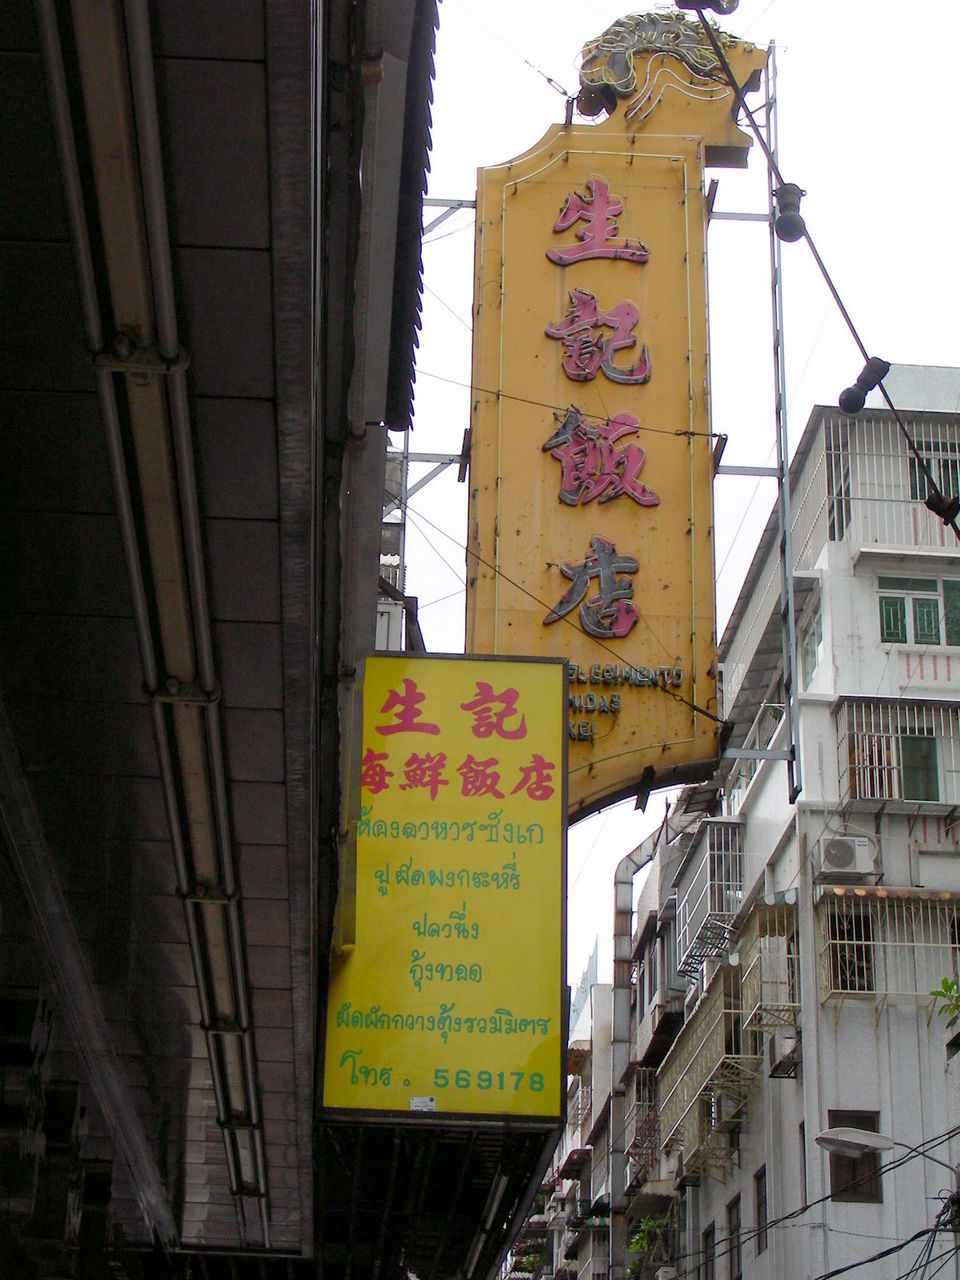 生記飯店
生記
海鮮飯店
ห้องอาหารซังเก
ปูผัดผงกระหรี่
ปลานึ่ง
กุ้งทอด
ผัดผักกวางตุ้งรวมมิตร
โทร. 569178